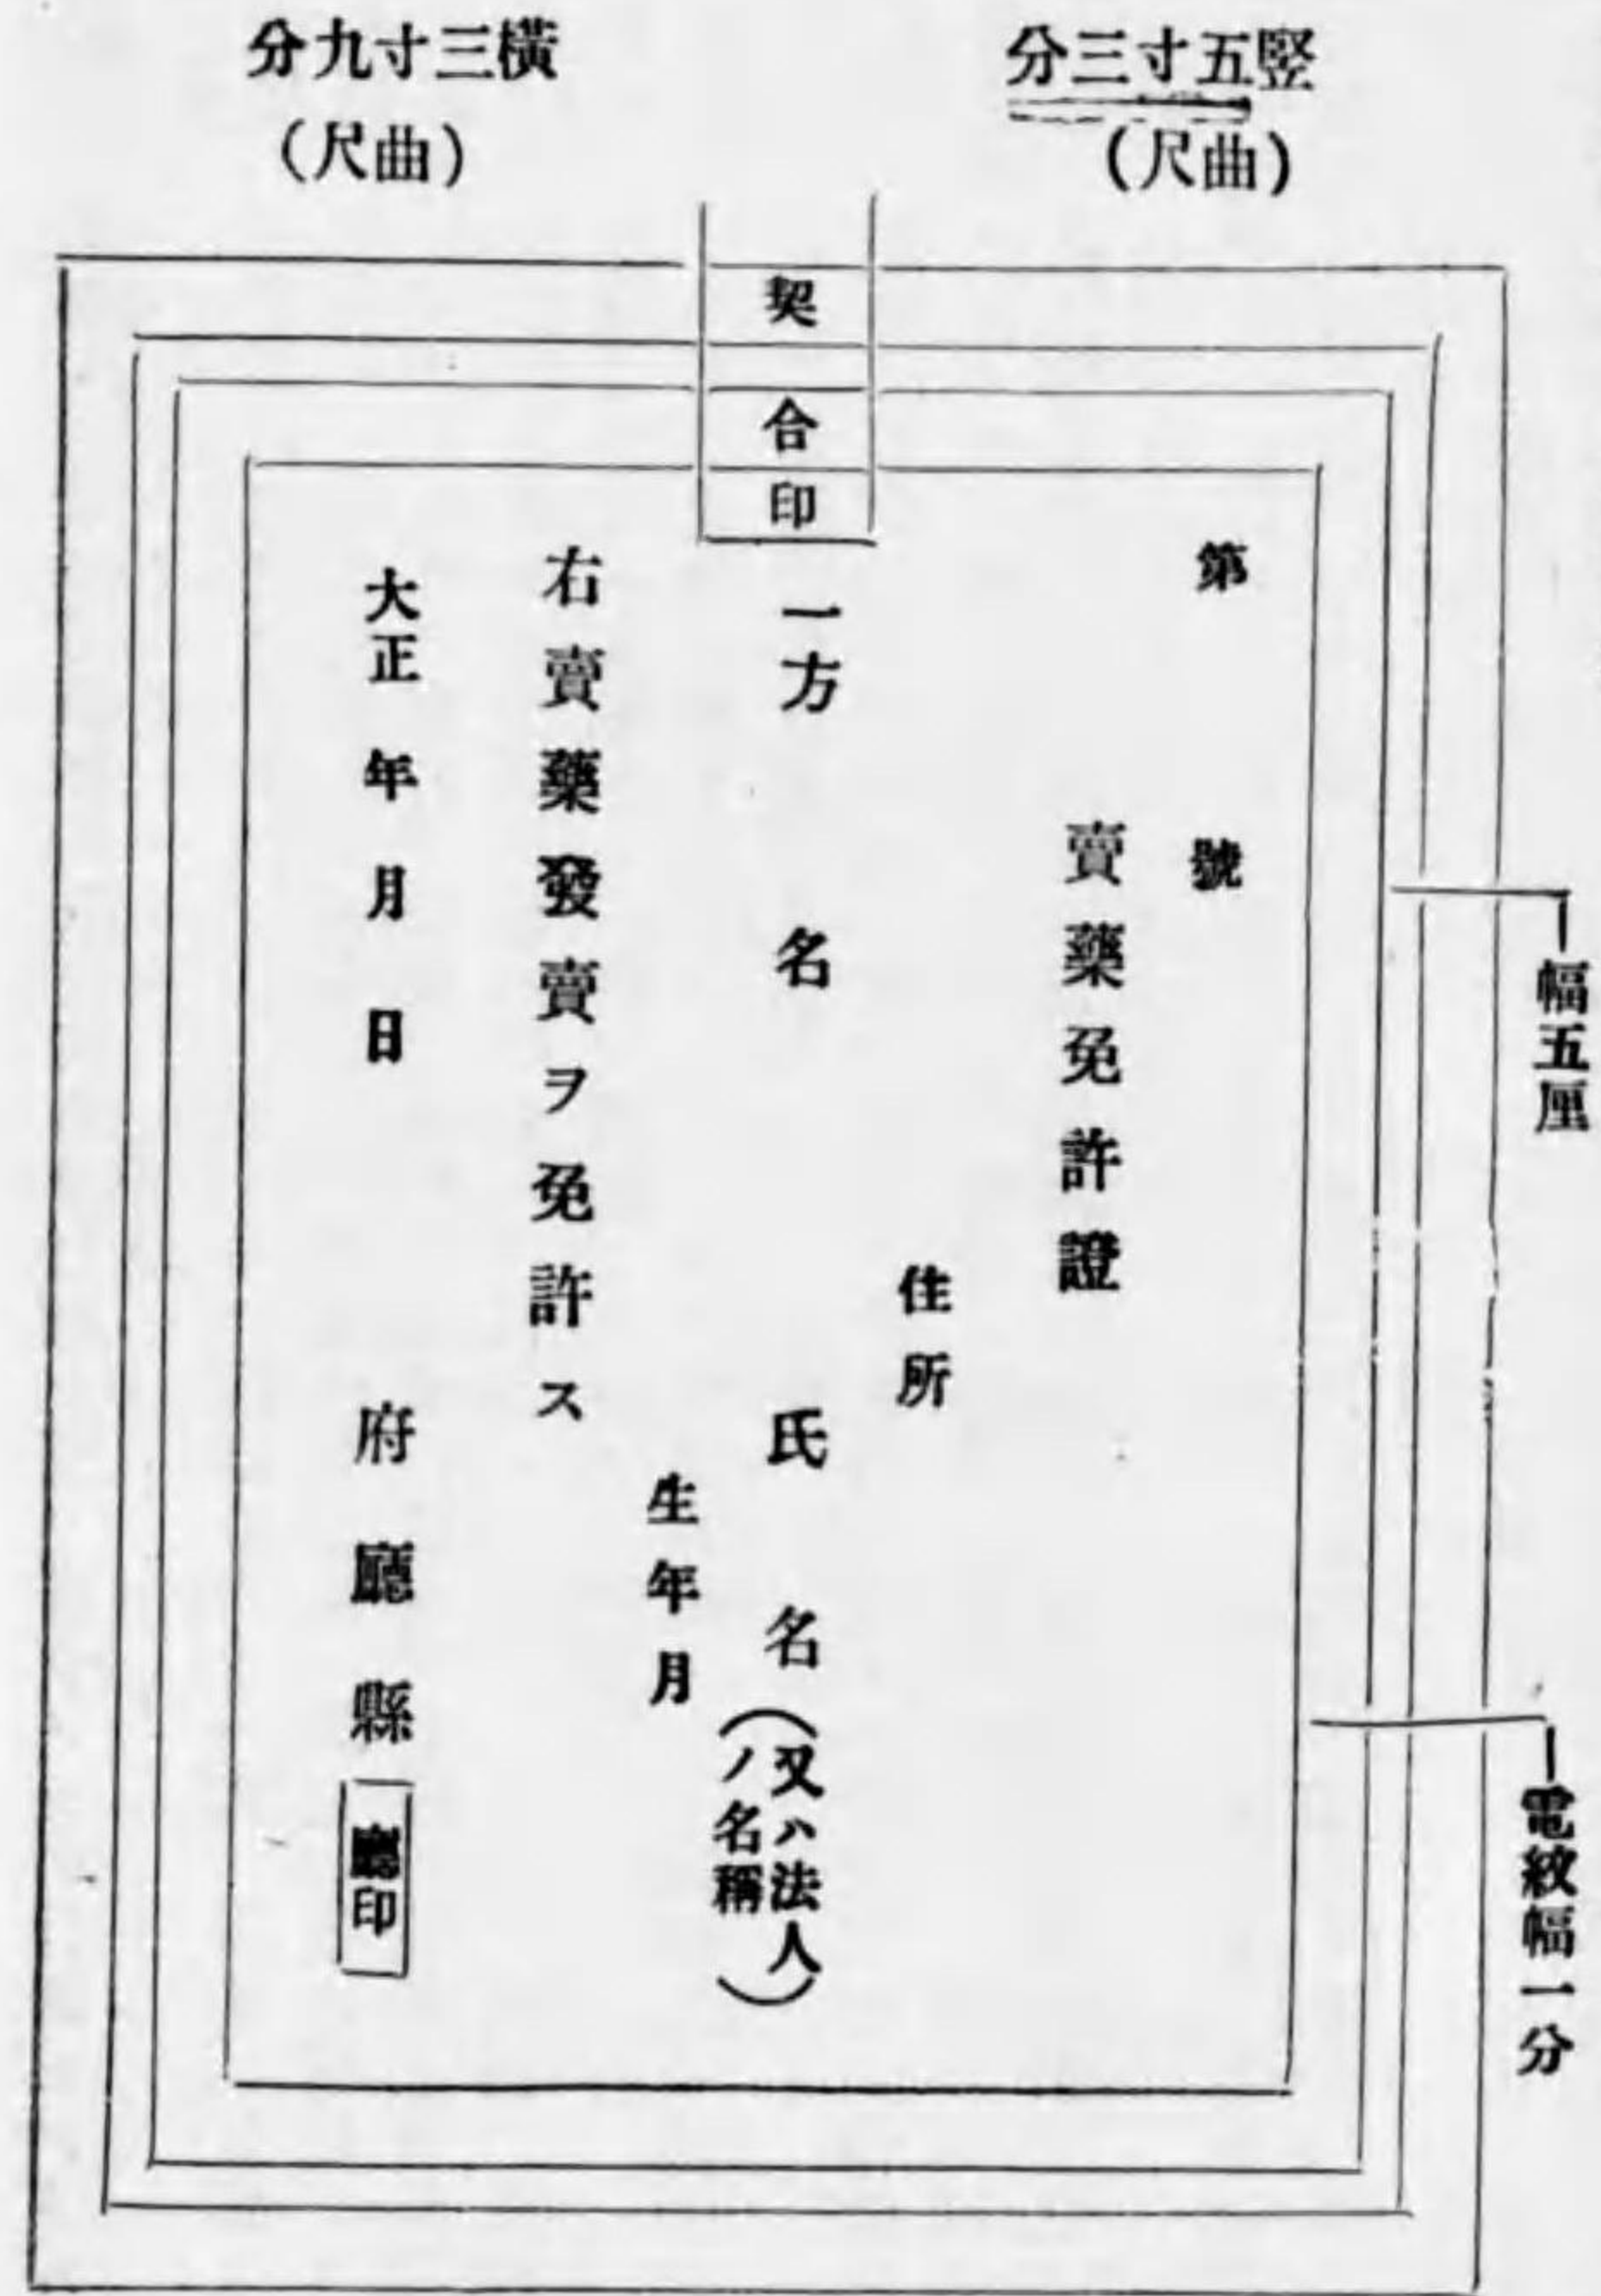 竪五寸三分
(曲尺)
横三寸九分
(曲尺)
契合印
第 號
賣藥免許證
住所
一方 名 氏名(又ハ法人
ノ名稱)
生年月
右賣藥發賣ヲ免許ス
大正 年 月 日 府廳縣 廳印
幅五厘
電紋幅一分